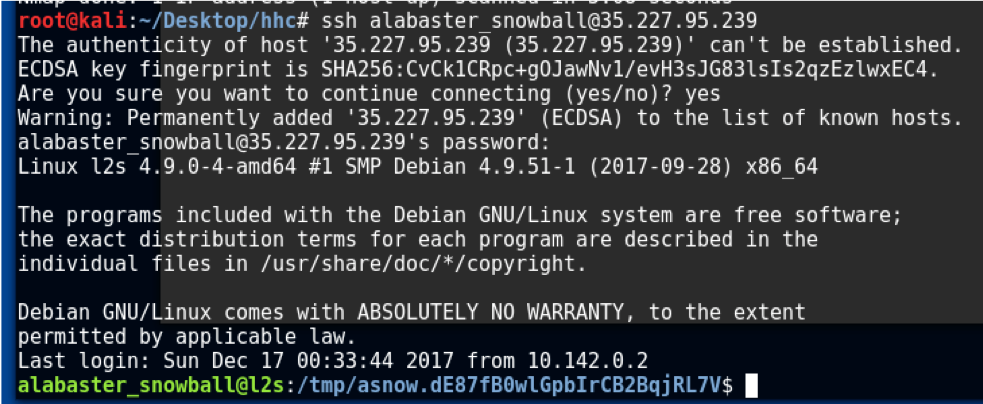 root@kali:~/Desktop/hhc# ssh alabaster_snowball@35.227.95.239
The authenticity of host '35.227.95.239 (35.227.95.239)' can't be established.
ECDSA key fingerprint is SHA256:CvCk1CRpc+gOJawNv1/evH3sJG83lsIs2qzEzlwxEC4.
Are you sure you want to continue connecting (yes/no)? yes
Warning: Permanently added '35.227.95.239' (ECDSA) to the list of known hosts.
alabaster_snowball@35.227.95.239's password:
Linux l2s 4.9.0-4-amd64 #1 SMP Debian 4.9.51-1 (2017-09-28) x86_64
The programs included with the Debian GNU/Linux system are free software;
the exact distribution terms for each program are described in the
individual files in /usr/share/doc/*/copyright.
Debian GNU/Linux comes with ABSOLUTELY NO WARRANTY, to the extent
permitted by applicable law.
Last login: Sun Dec 17 00:33:44 2017 from 10.142.0.2
alabaster_snowball@l2s:/tmp/asnow.dE87fB0wlGpbIrCB2BqjRL7V$